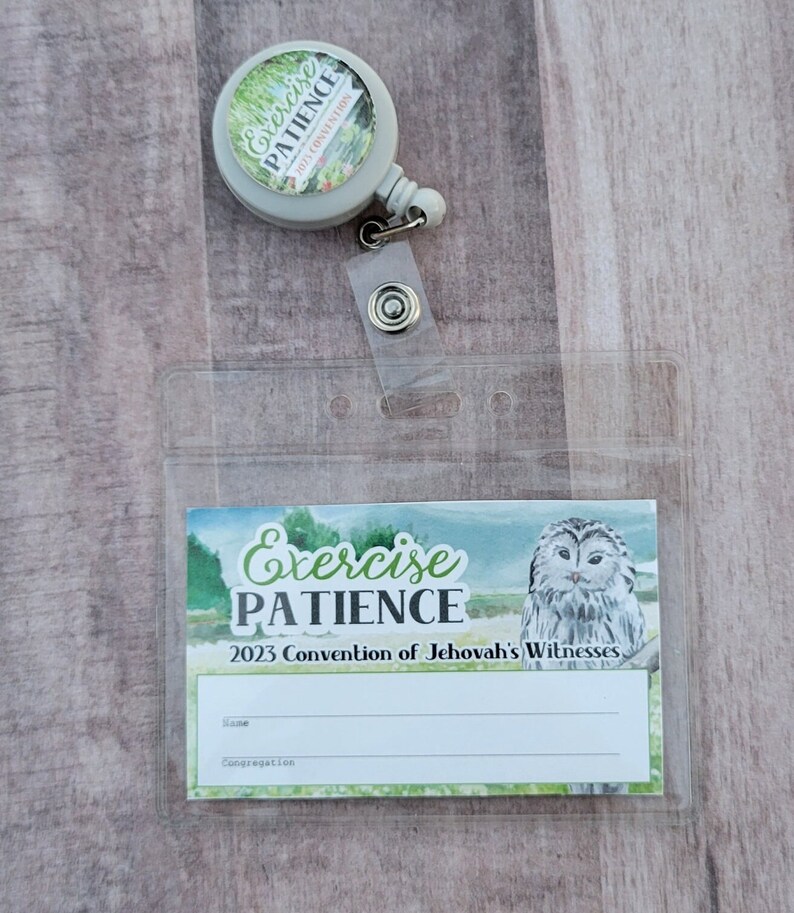 Exercise
PATIENCE
2023 CONVENTION
Exercise
PATIENCE
2023 Convention of Jehovah's Witnesses
Name
Congregation